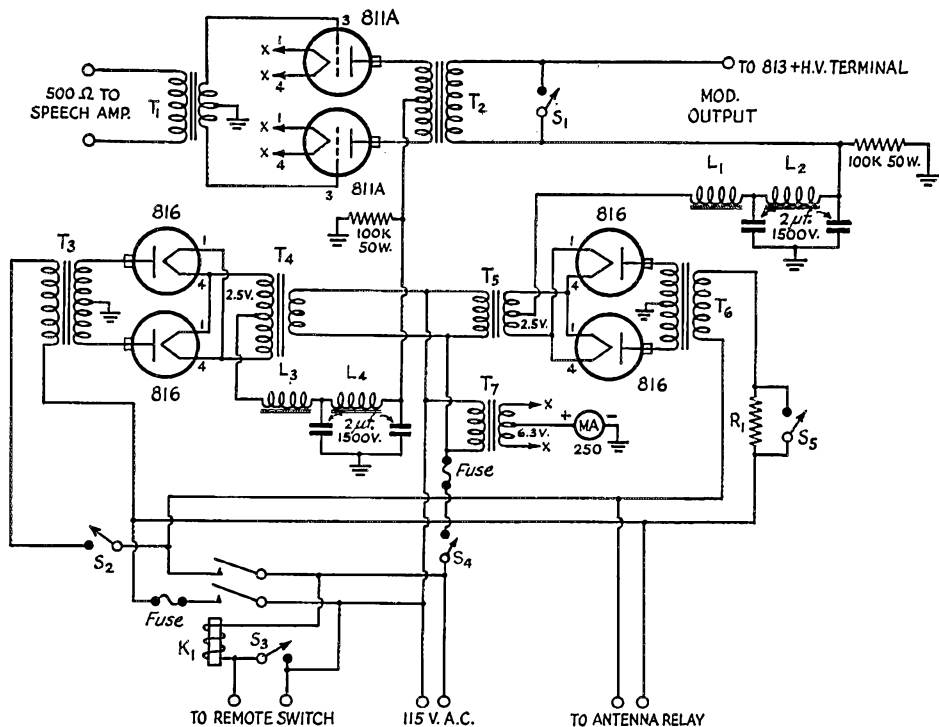 811A
3
X 1
X 4
500 Ω TO
SPEECH AMP.
T1
T2
TO 813 + H.V. TERMINAL
MOD.
OUTPUT
S1
X 1
X 4
3
811A
100K 50W.
L1
L2
2 μf.
1500V.
816
100K
50W.
816
T3
1
4
T4
2.5V.
T5
2.5V.
1
4
T6
1
4
1
4
816
816
L3
L4
2 μf.
1500V.
T7
X
6.3V.
X
+
MA
-
250
R1
S5
Fuse
S2
S4
Fuse
K1
S3
TO REMOTE SWITCH
115 V. A.C.
TO ANTENNA RELAY